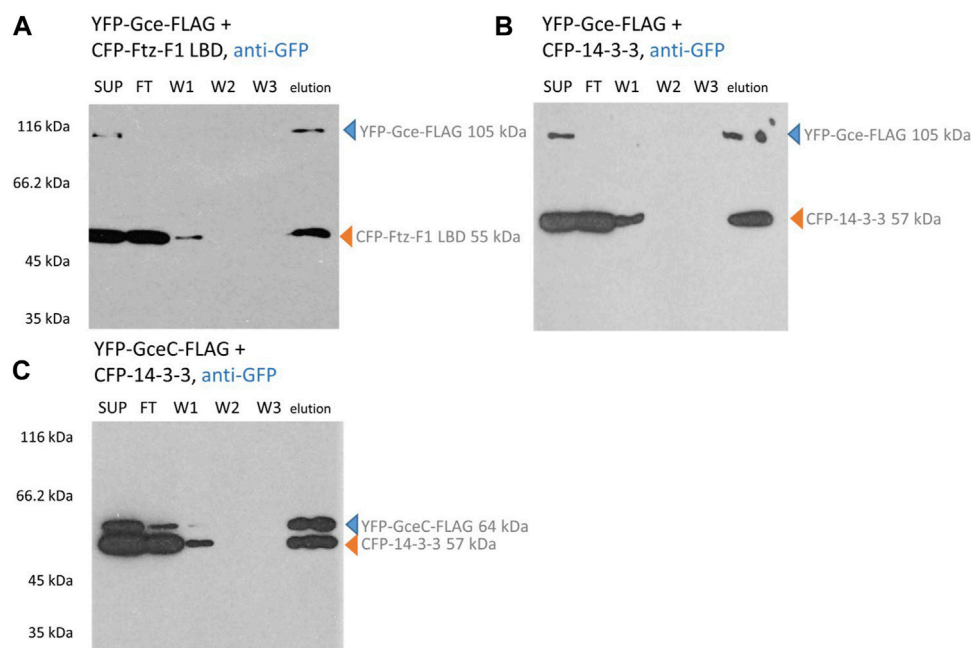 A
YFP-Gce-FLAG +
CFP-Ftz-F1 LBD, anti-GFP
SUP FT W1 W2 W3 elution
116 kDa
YFP-Gce-FLAG 105 kDa
66.2 kDa
CFP-Ftz-F1 LBD 55 kDa
45 kDa
35 kDa
B
YFP-Gce-FLAG +
CFP-14-3-3, anti-GFP
SUP FT W1 W2 W3 elution
YFP-Gce-FLAG 105 kDa
CFP-14-3-3 57 kDa
C
YFP-GceC-FLAG +
CFP-14-3-3, anti-GFP
SUP FT W1 W2 W3 elution
116 kDa
66.2 kDa
YFP-GceC-FLAG 64 kDa
CFP-14-3-3 57 kDa
45 kDa
35 kDa